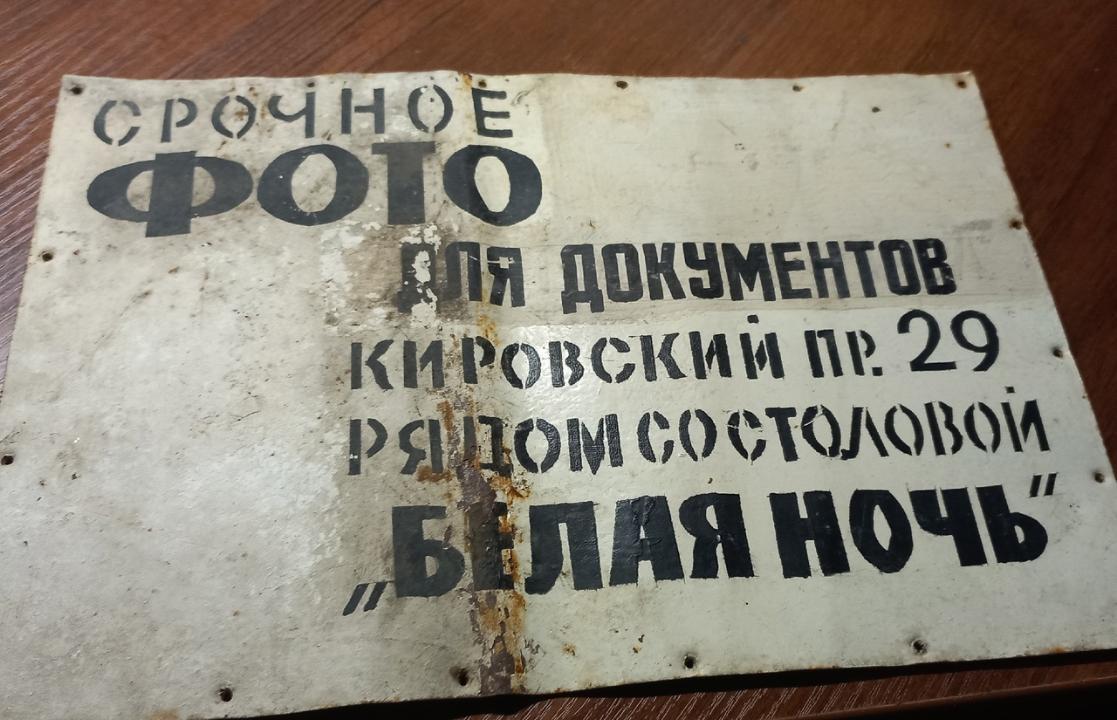 СРОЧНОЕ
ФОТО
ДЛЯ ДОКУМЕНТОВ
КИРОВСКИЙ ПР. 29
РЯДОМ СО СТОЛОВОЙ
„БЕЛАЯ НОЧЬ“